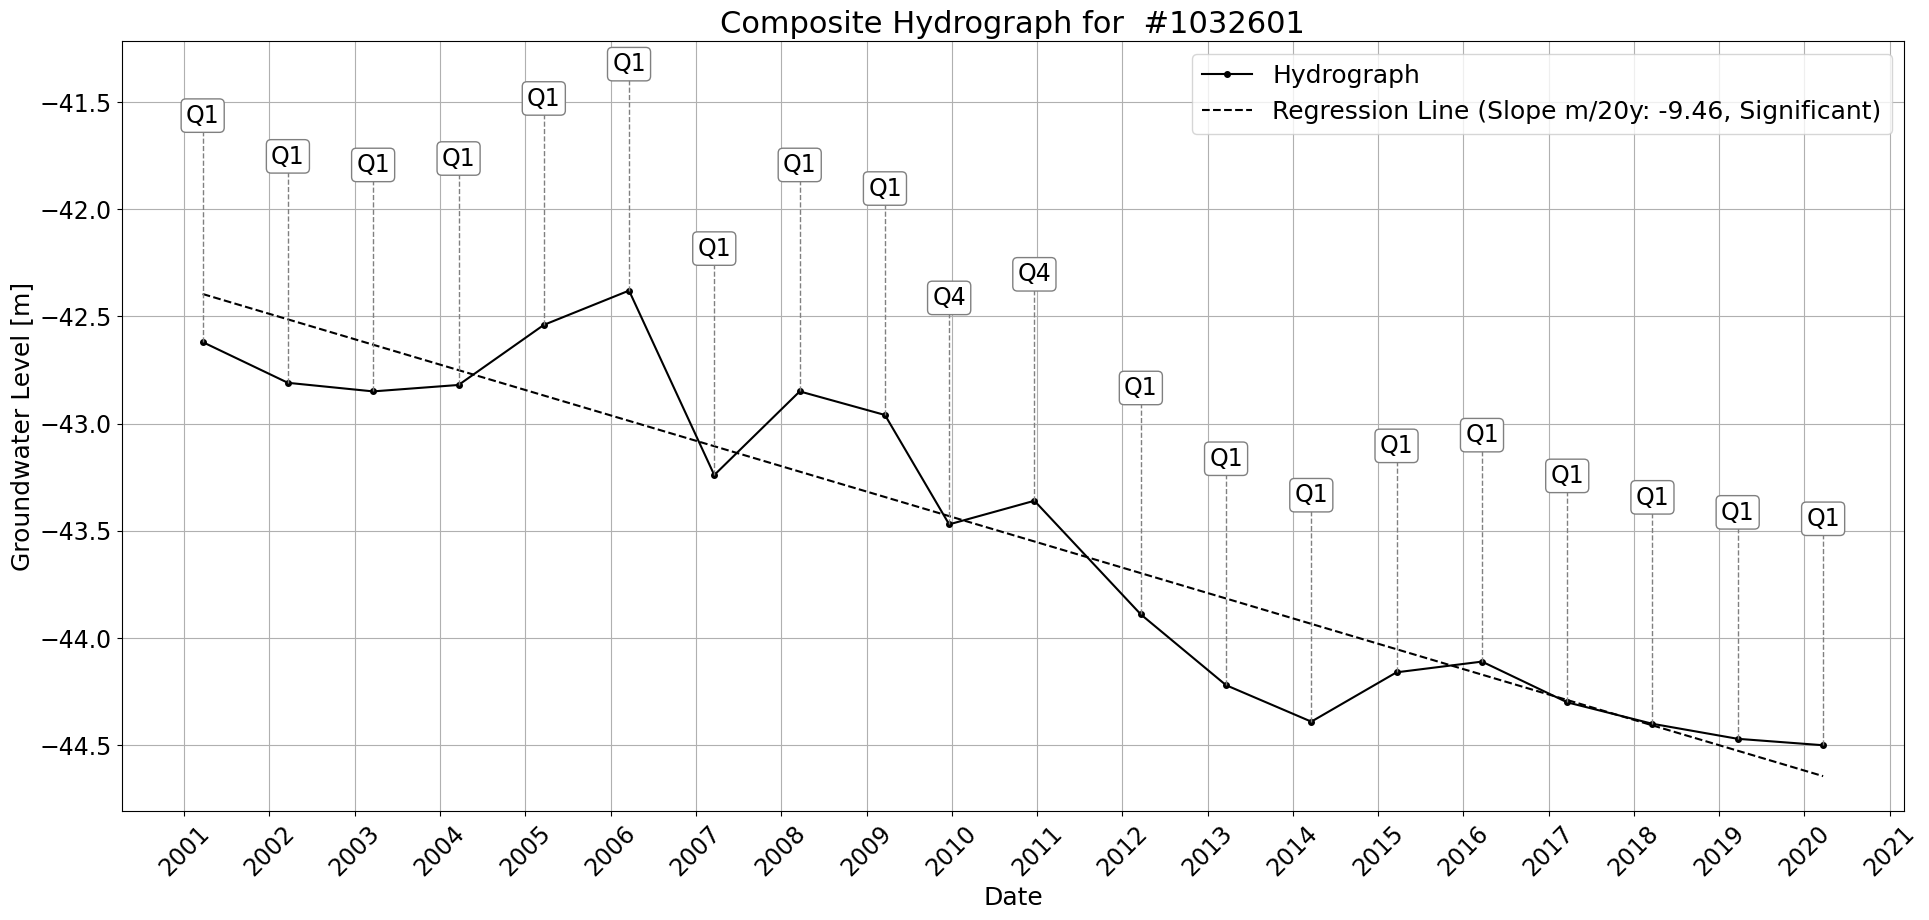 Composite Hydrograph for  #1032601
Hydrograph
Regression Line (Slope m/20y: -9.46, Significant)
Groundwater Level [m]
−41.5
−42.0
−42.5
−43.0
−43.5
−44.0
−44.5
Q1
Q1
Q1
Q1
Q1
Q1
Q1
Q1
Q1
Q4
Q4
Q1
Q1
Q1
Q1
Q1
Q1
Q1
Q1
Q1
2001
2002
2003
2004
2005
2006
2007
2008
2009
2010
2011
2012
2013
2014
2015
2016
2017
2018
2019
2020
2021
Date